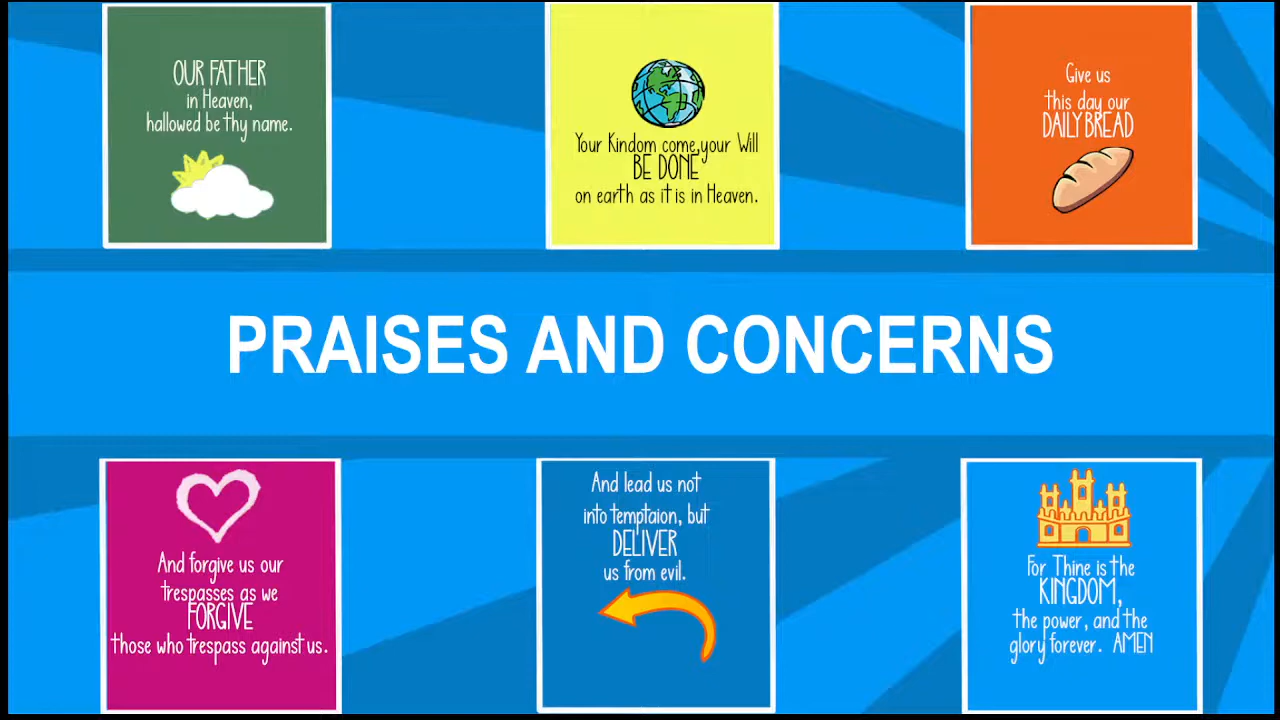 OUR FATHER
in Heaven,
hallowed be thy name.
Your Kindom come,your Will
BE DONE
on earth as it is in Heaven.
Give us
this day our
DAILY BREAD
PRAISES AND CONCERNS
And forgive us our
trespasses as we
FORGIVE
those who trespass against us.
And lead us not
into temptaion, but
DELIVER
us from evil.
For Thine is the
KINGDOM,
the power, and the
glory forever. AMEN